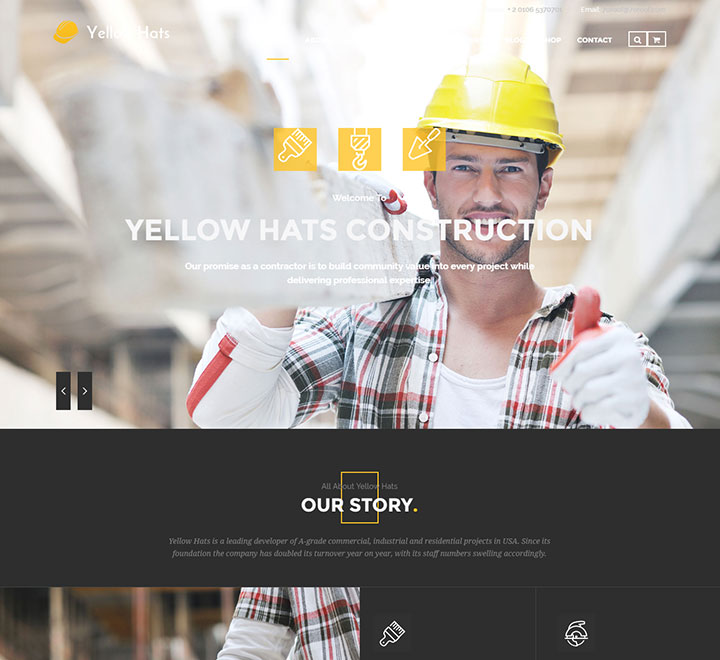 + 2 0106 5370701
Email:
Yellow Hats
SHOP
CONTACT
Welcome To
YELLOW HATS CONSTRUCTION
Our promise as a contractor is to build community value into every project while
delivering professional expertise.
All About Yellow Hats
OUR STORY.
Yellow Hats is a leading developer of A-grade commercial, industrial and residential projects in USA. Since its
foundation the company has doubled its turnover year on year, with its staff numbers swelling accordingly.